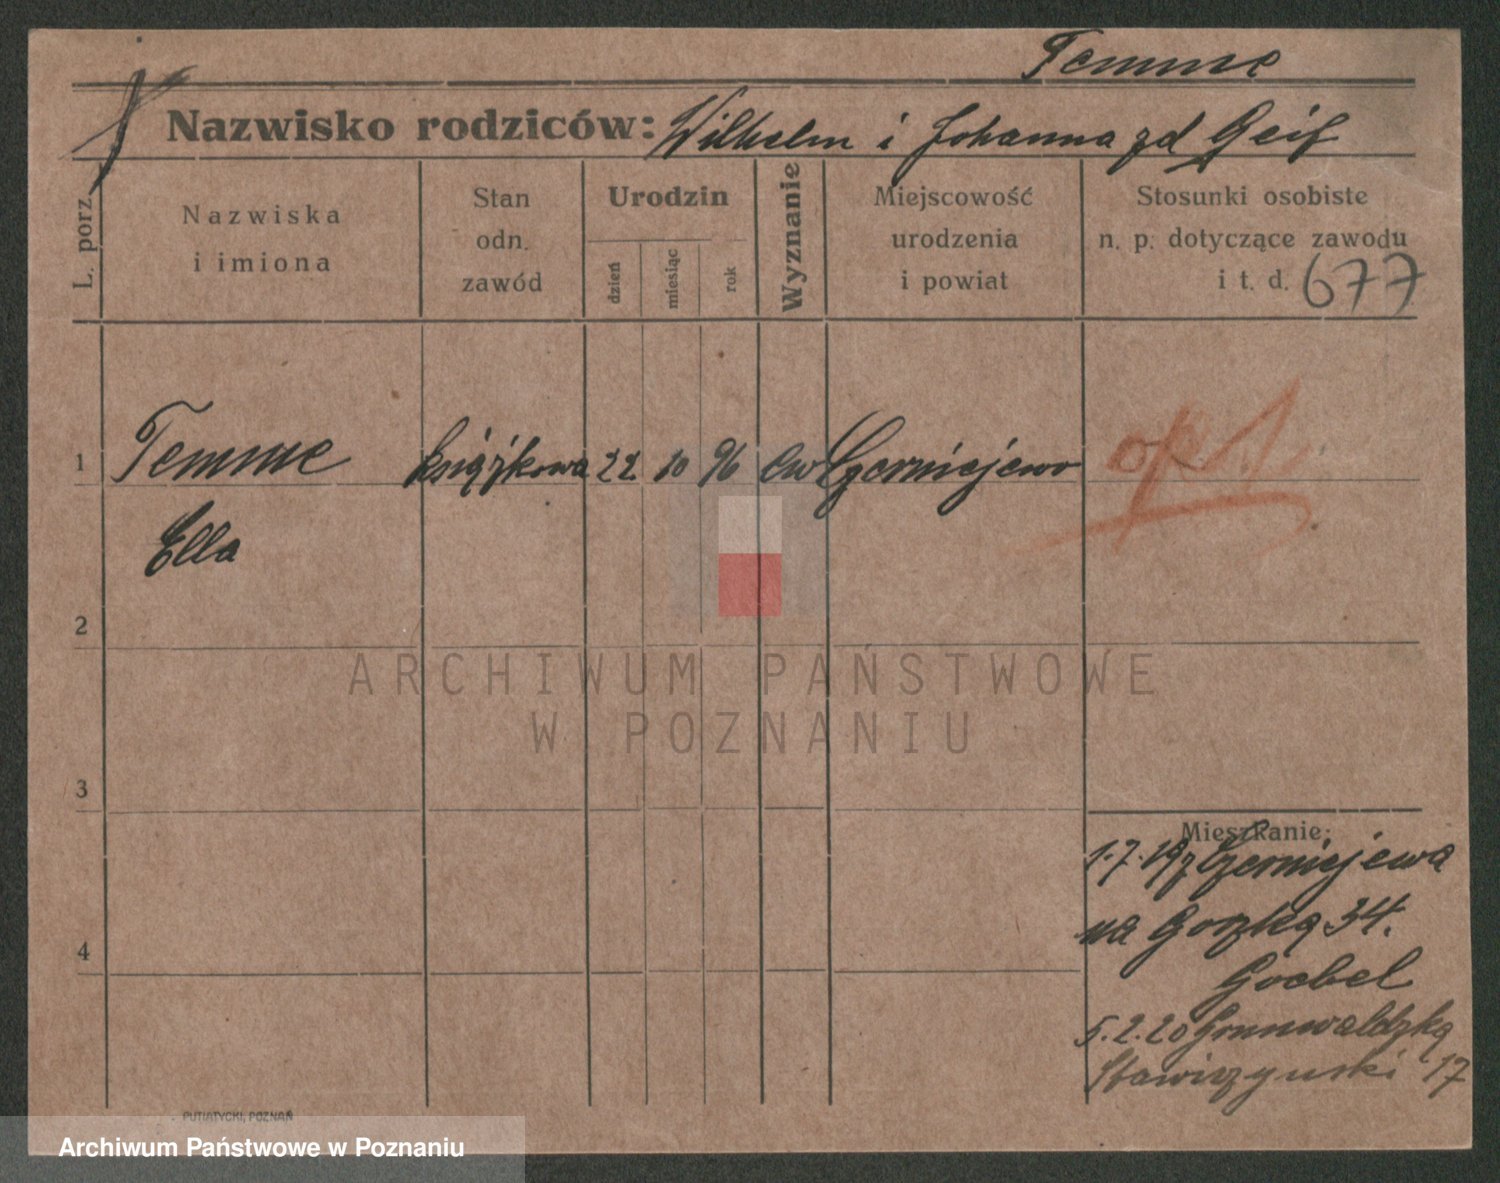 Temme
Nazwisko rodziców: Wilhelm i Johanna zd Geif
L. porz.
Nazwiska
i imiona
Stan
odn.
zawód
Urodzin
dzień
miesiąc
rok
Wyznanie
Miejscowość
urodzenia
i powiat
Stosunki osobiste
n. p. dotyczące zawodu
i t. d. 677
1 Temme książkowa 22 10 96 ew Czerniejewo
Ella
2
3
4
ARCHIWUM PAŃSTWOWE
W POZNANIU
Mieszkanie:
1.7.19 z Czerniejewa
na Gorzką 34.
Goebel
5.2.20 Grunwaldzką
17
PUTIATYCKI, POZNAŃ
Archiwum Państwowe w Poznaniu